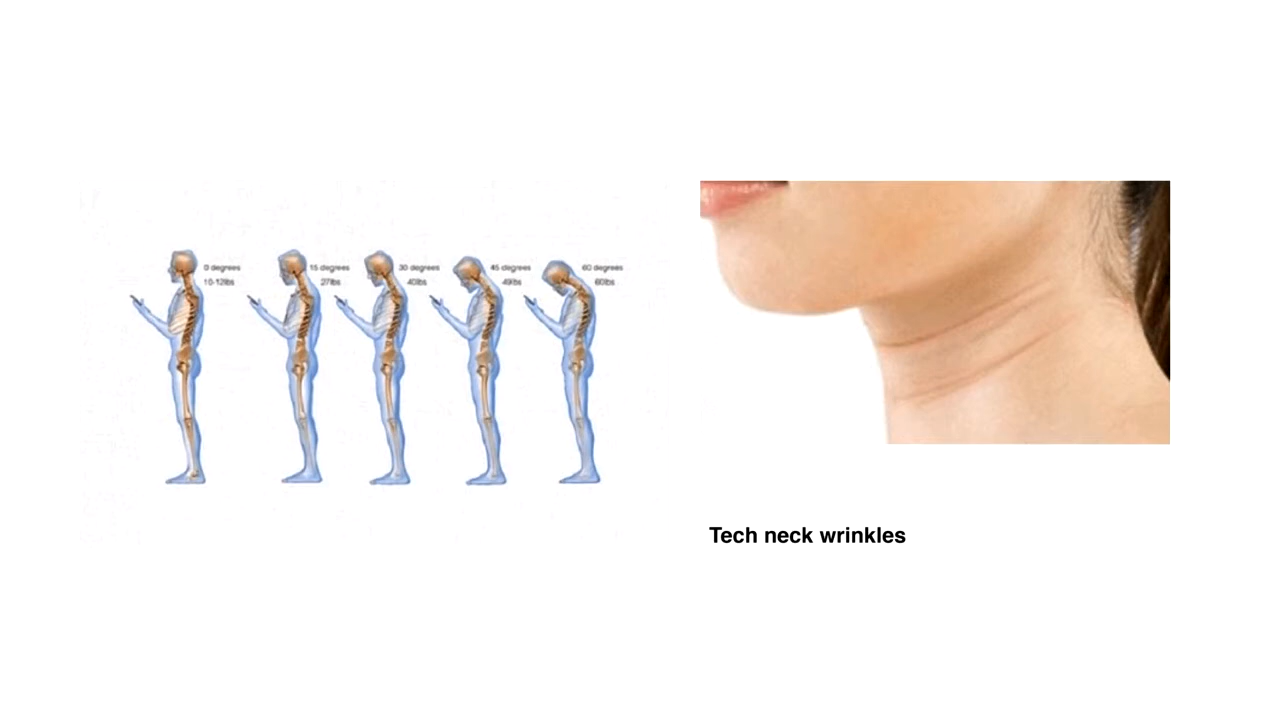 0 degrees
10-12lbs
15 degrees
27lbs
30 degrees
40lbs
45 degrees
49lbs
60 degrees
60lbs
Tech neck wrinkles